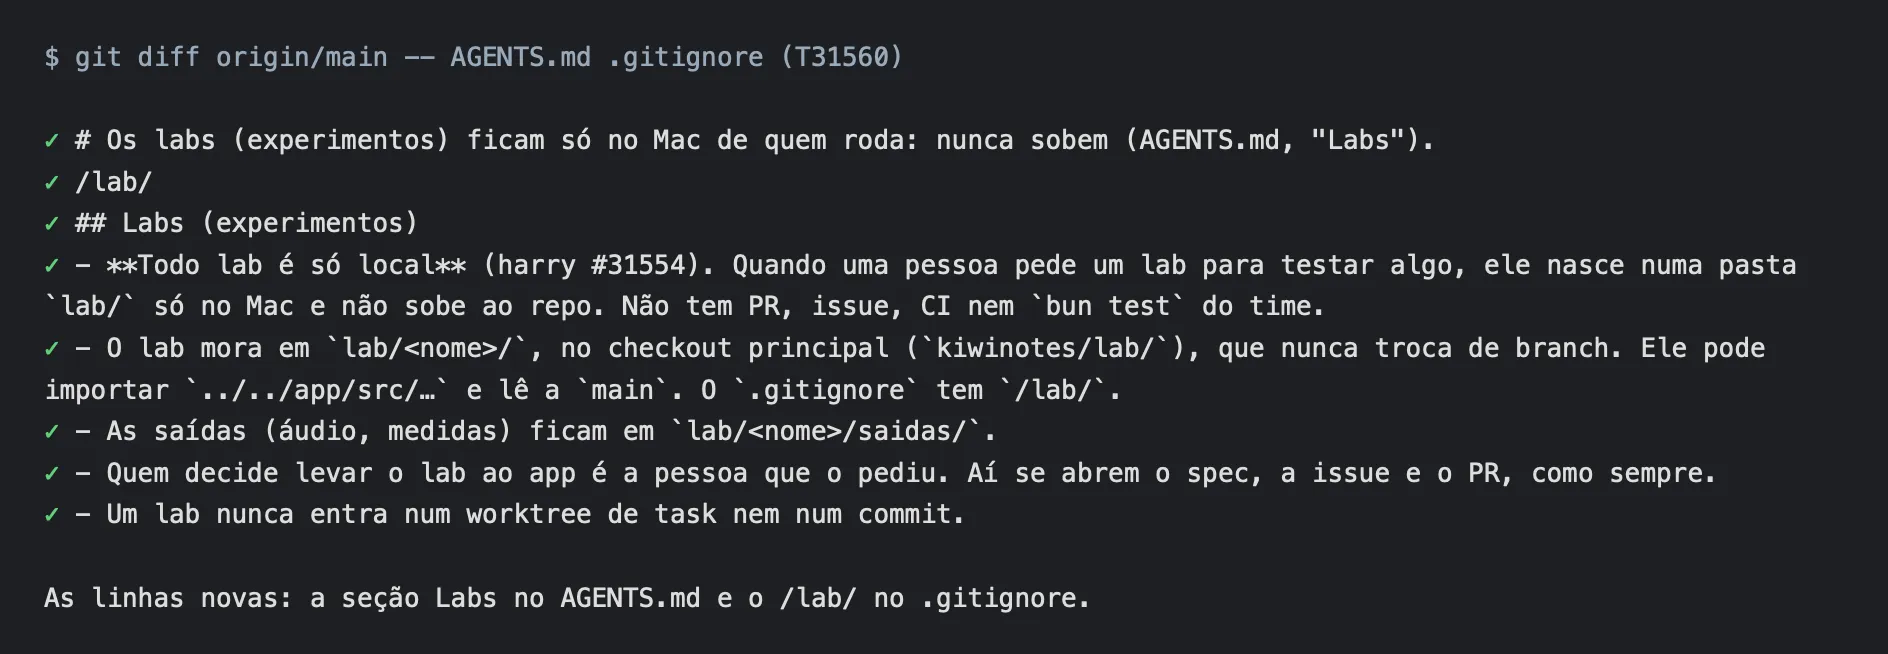 $ git diff origin/main -- AGENTS.md .gitignore (T31560)
✓ # Os labs (experimentos) ficam só no Mac de quem roda: nunca sobem (AGENTS.md, "Labs").
✓ /lab/
✓ ## Labs (experimentos)
✓ - **Todo lab é só local** (harry #31554). Quando uma pessoa pede um lab para testar algo, ele nasce numa pasta
`lab/` só no Mac e não sobe ao repo. Não tem PR, issue, CI nem `bun test` do time.
✓ - O lab mora em `lab/<nome>/`, no checkout principal (`kiwinotes/lab/`), que nunca troca de branch. Ele pode
importar `../../app/src/…` e lê a `main`. O `.gitignore` tem `/lab/`.
✓ - As saídas (áudio, medidas) ficam em `lab/<nome>/saidas/`.
✓ - Quem decide levar o lab ao app é a pessoa que o pediu. Aí se abrem o spec, a issue e o PR, como sempre.
✓ - Um lab nunca entra num worktree de task nem num commit.
As linhas novas: a seção Labs no AGENTS.md e o /lab/ no .gitignore.